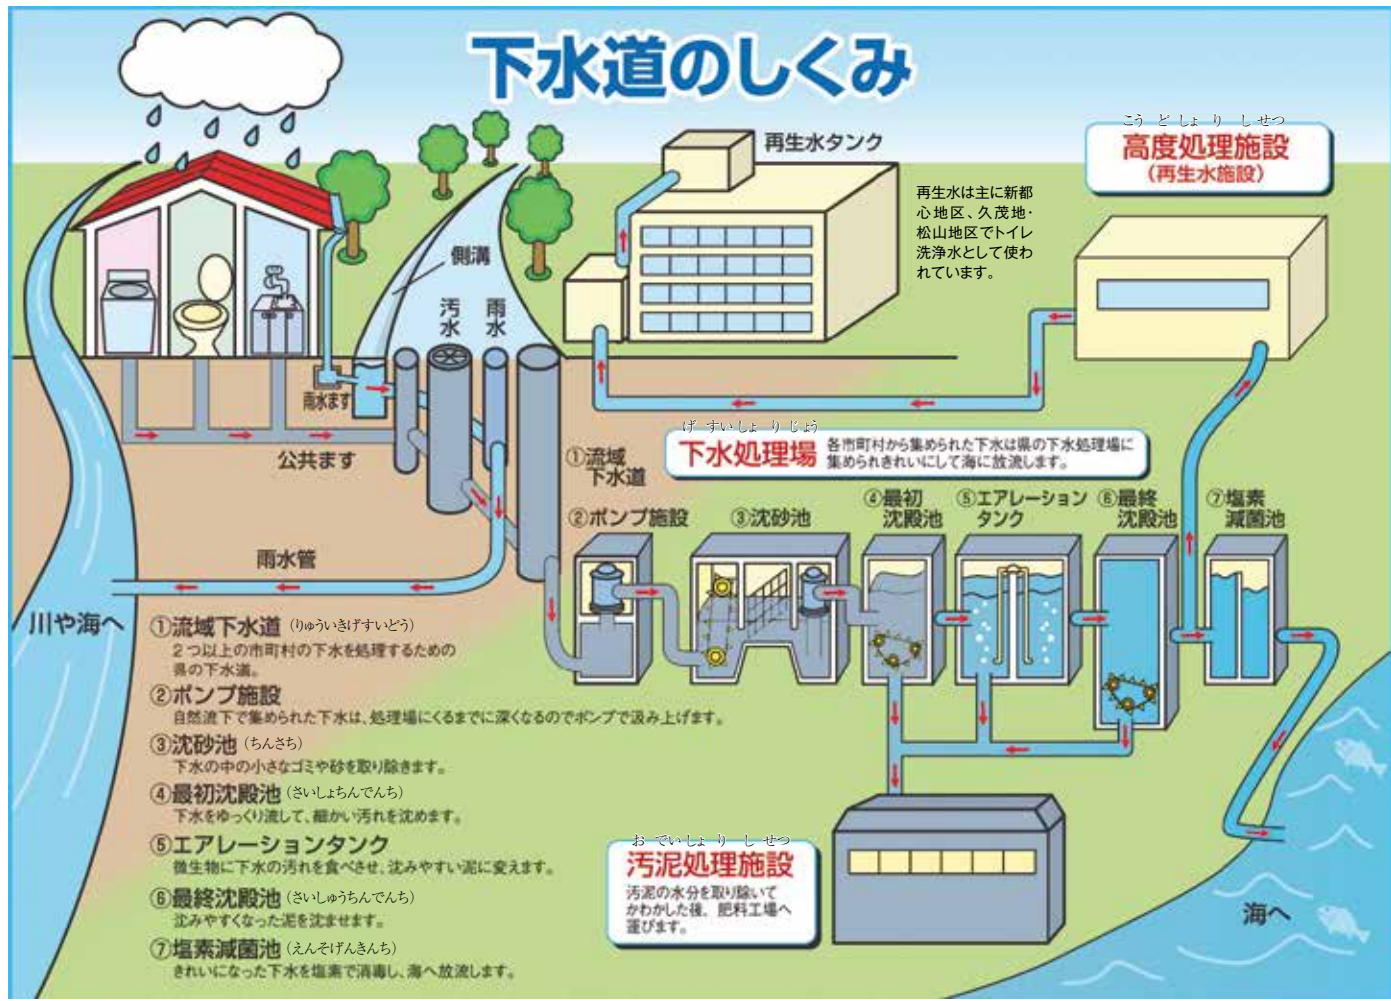 下水道のしくみ
こうどしょりしせつ
高度処理施設
(再生水施設)
再生水タンク
再生水は主に新都
心地区、久茂地・
松山地区でトイレ
洗浄水として使わ
れています。
側溝
汚水
雨水
雨水ます
公共ます
雨水管
川や海へ
げすいしょりじょう
下水処理場
各市町村から集められた下水は県の下水処理場に
集められきれいにして海に放流します。
①流域
下水道
②ポンプ施設
③沈砂池
④最初
沈殿池
⑤エアレーション
タンク
⑥最終
沈殿池
⑦塩素
減菌池
①流域下水道(りゅういきげすいどう)
2つ以上の市町村の下水を処理するための
県の下水道。
②ポンプ施設
自然流下で集められた下水は、処理場にくるまでに深くなるのでポンプで汲み上げます。
③沈砂池(ちんさち)
下水の中の小さなゴミや砂を取り除きます。
④最初沈殿池(さいしょちんでんち)
下水をゆっくり流して、細かい汚れを沈めます。
⑤エアレーションタンク
微生物に下水の汚れを食べさせ、沈みやすい泥に変えます。
⑥最終沈殿池(さいしゅうちんでんち)
沈みやすくなった泥を沈ませます。
⑦塩素減菌池(えんそげんきんち)
きれいになった下水を塩素で消毒し、海へ放流します。
おでいしょりしせつ
汚泥処理施設
汚泥の水分を取り除いて
かわかした後、肥料工場へ
運びます。
海へ